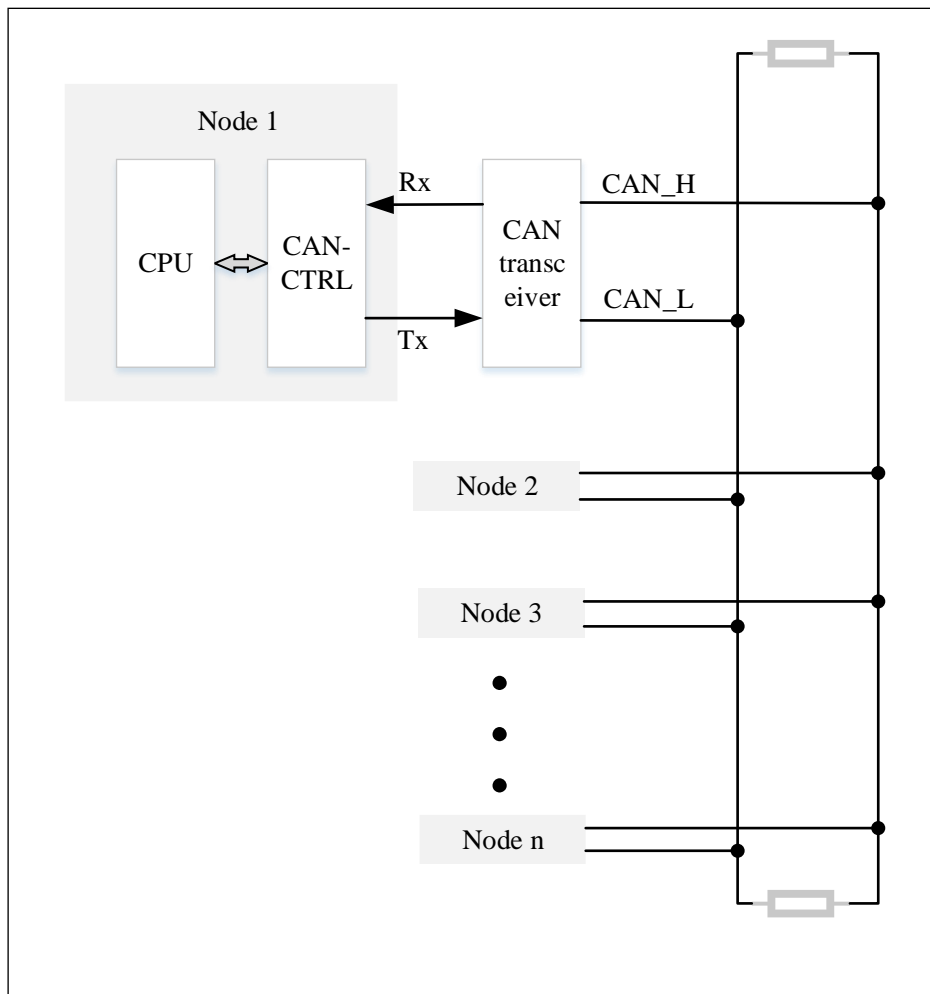 Node 1
CPU
CAN-
CTRL
Rx
Tx
CAN
transc
eiver
CAN_H
CAN_L
Node 2
Node 3
Node n